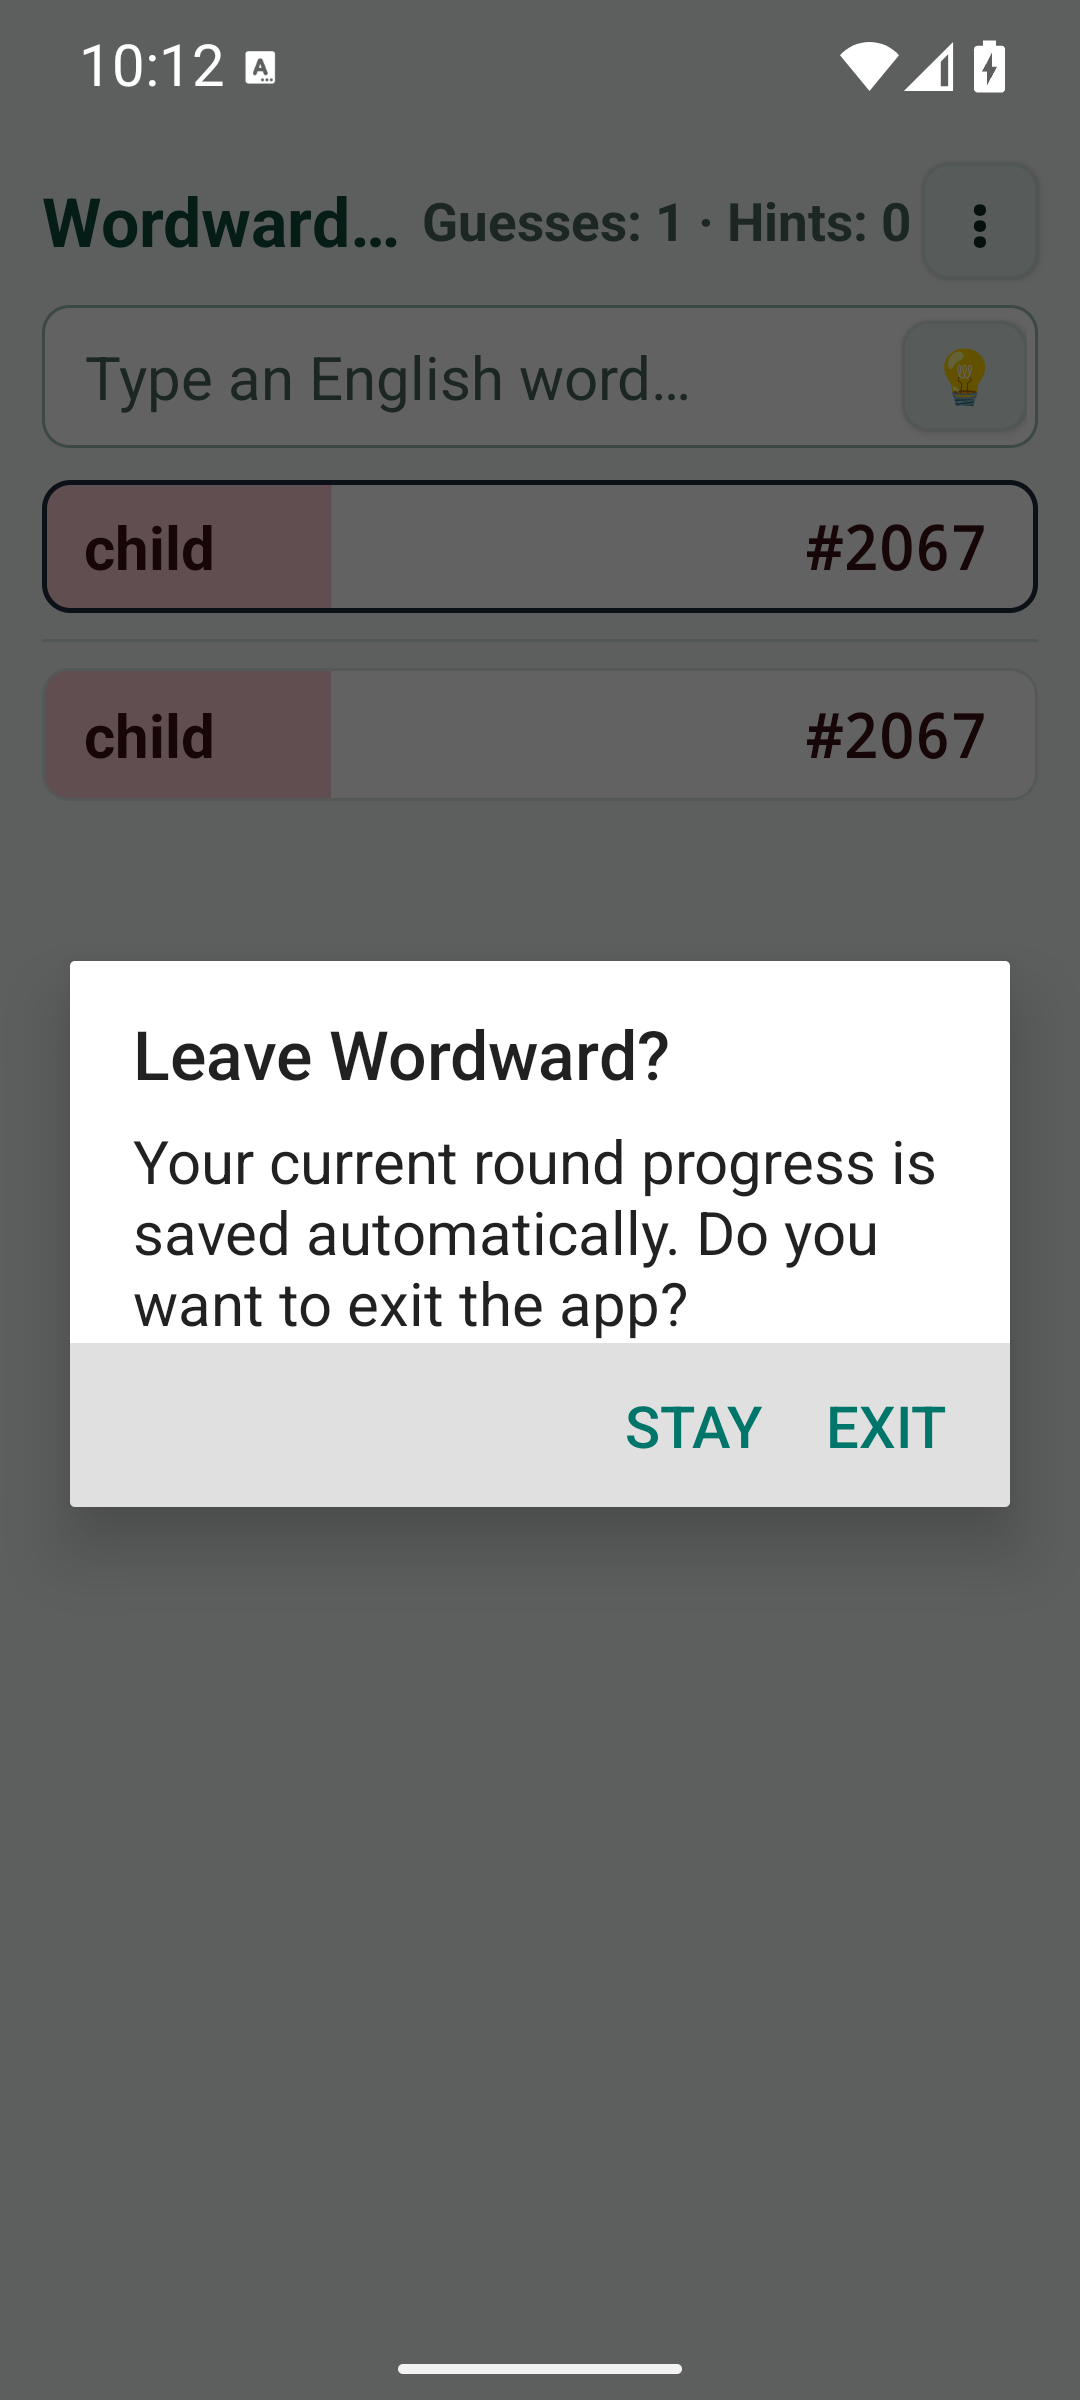 10:12
Wordward… Guesses: 1 · Hints: 0
Type an English word…
child #2067
child #2067
Leave Wordward?
Your current round progress is
saved automatically. Do you
want to exit the app?
STAY EXIT